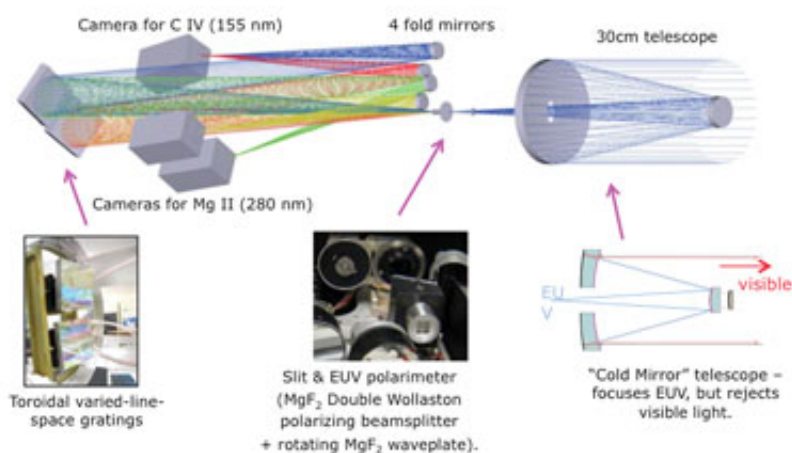 Camera for C IV (155 nm)
4 fold mirrors
30cm telescope
Cameras for Mg II (280 nm)
EU
V
visible
Toroidal varied-line-
space gratings
Slit & EUV polarimeter
(MgF₂ Double Wollaston
polarizing beamsplitter
+ rotating MgF₂ waveplate).
“Cold Mirror” telescope –
focuses EUV, but rejects
visible light.